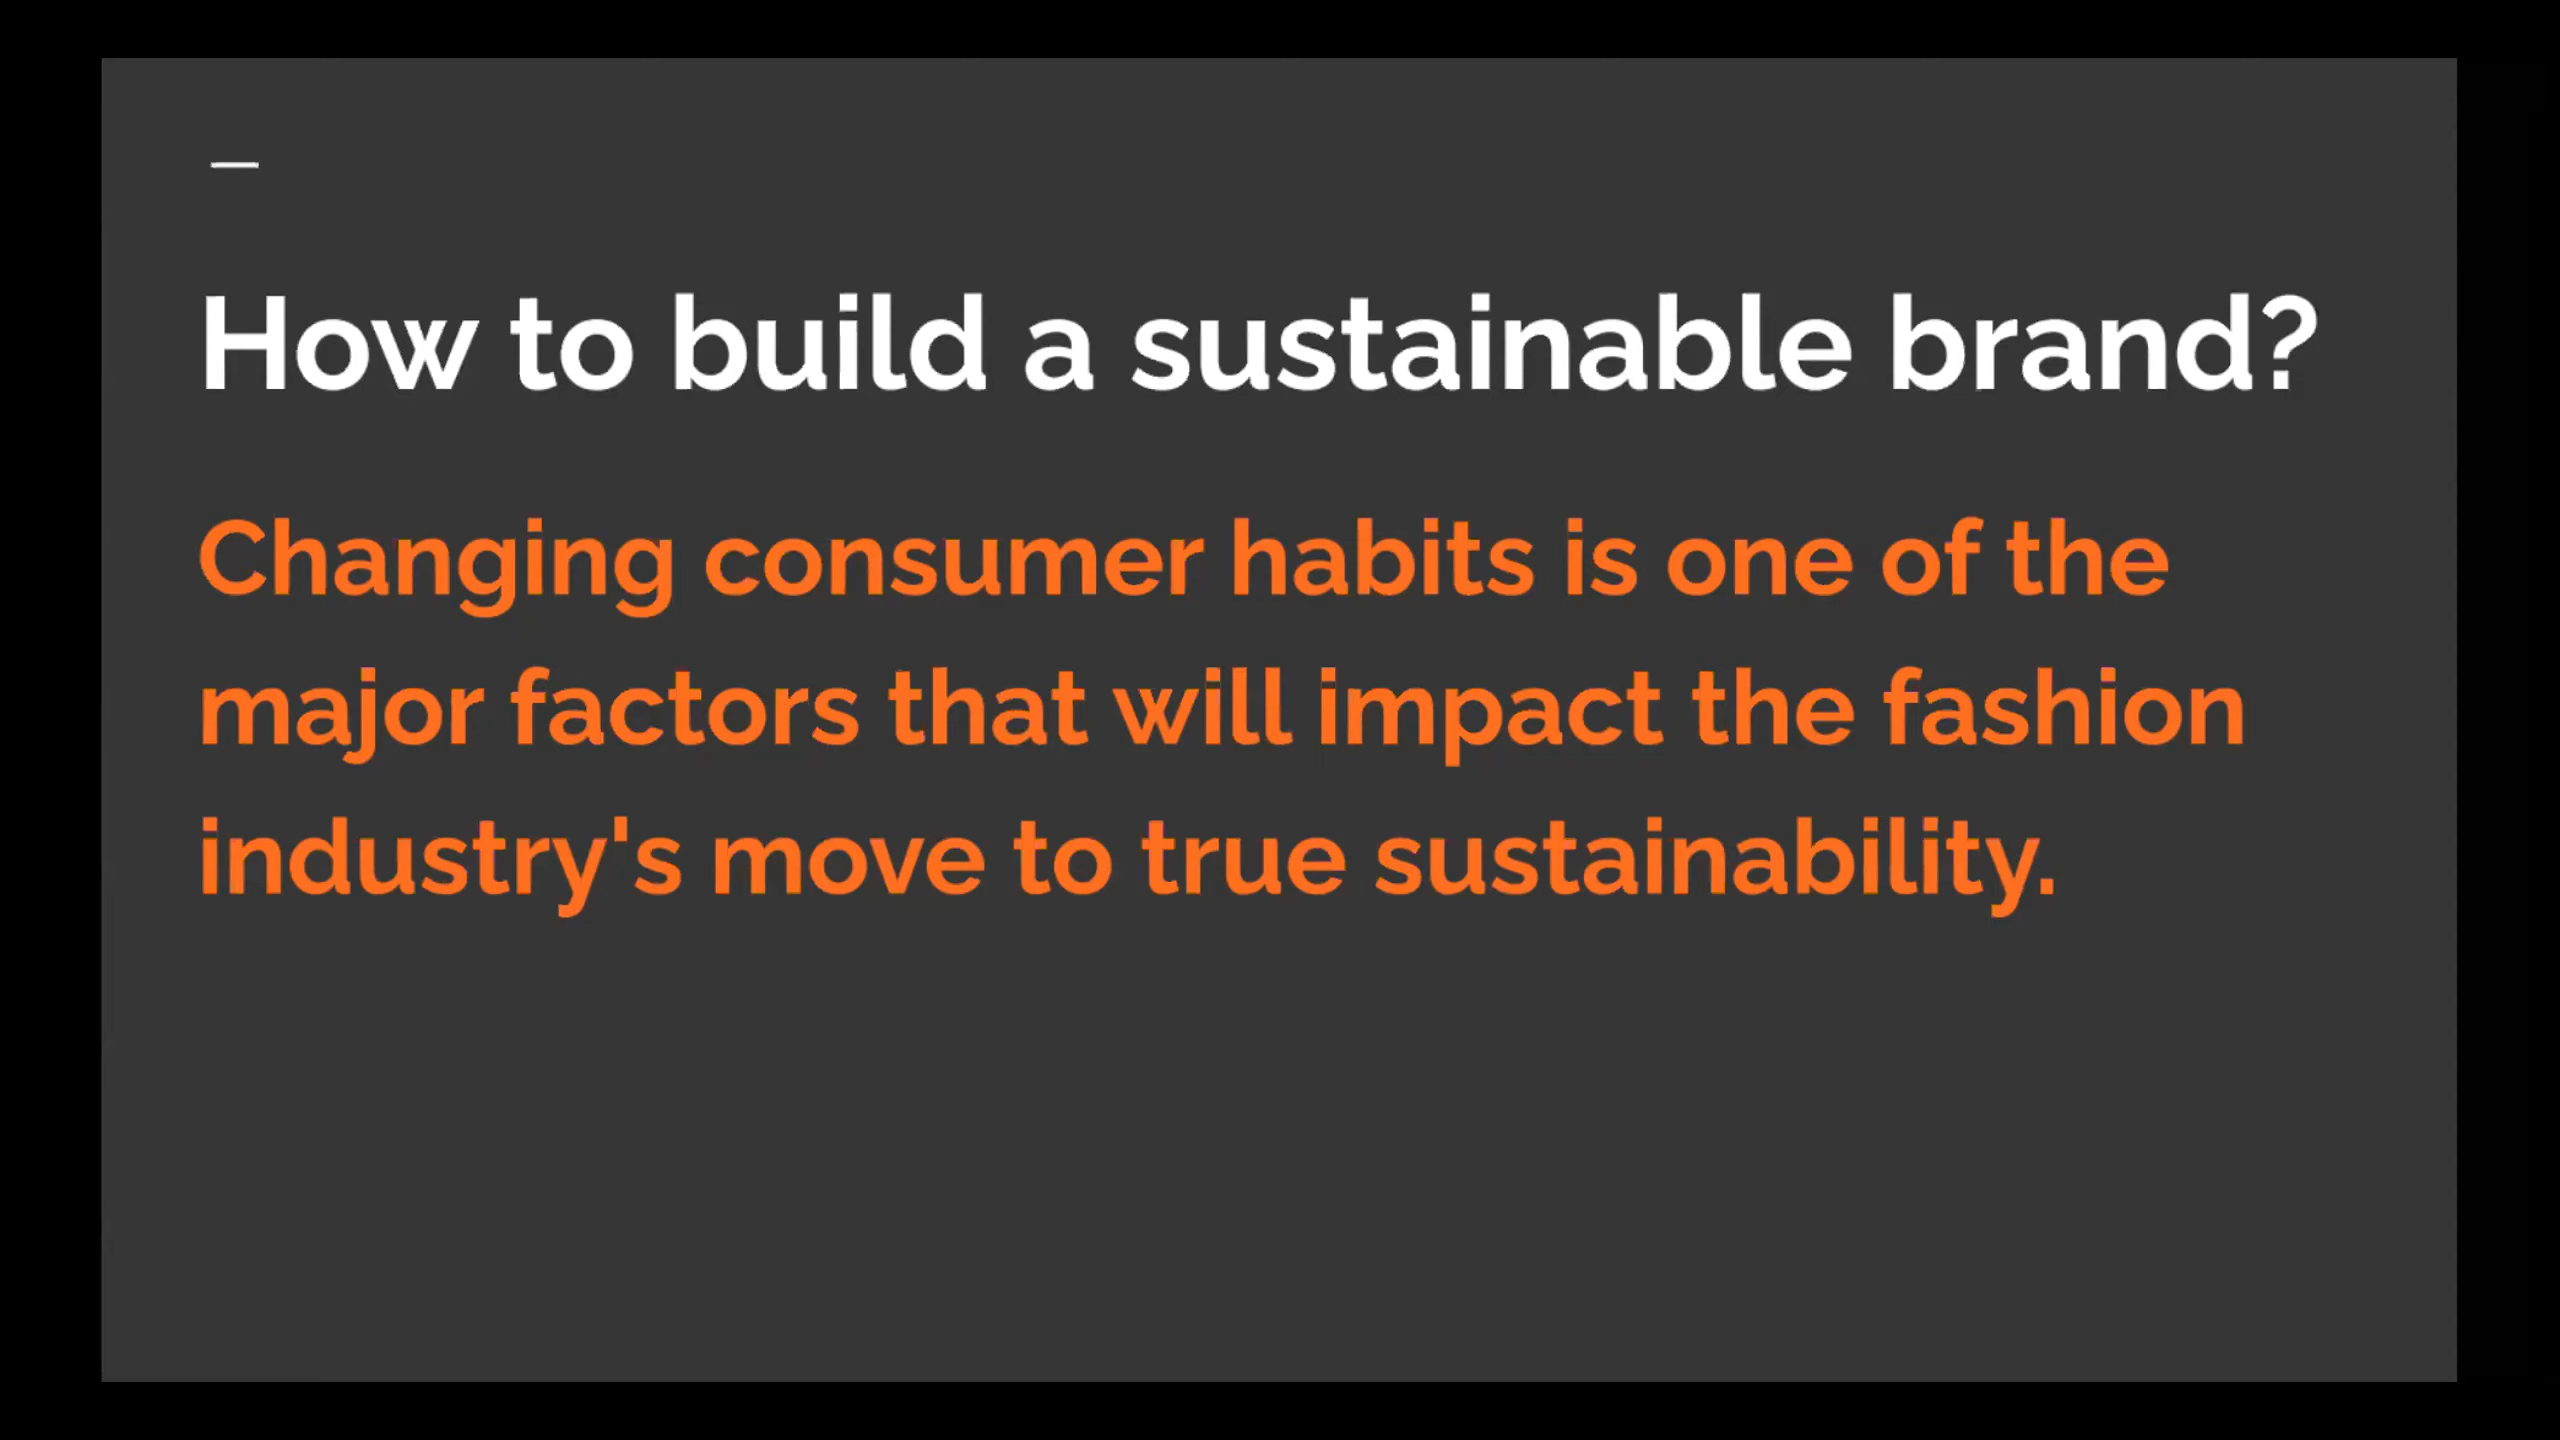 How to build a sustainable brand?
Changing consumer habits is one of the
major factors that will impact the fashion
industry's move to true sustainability.